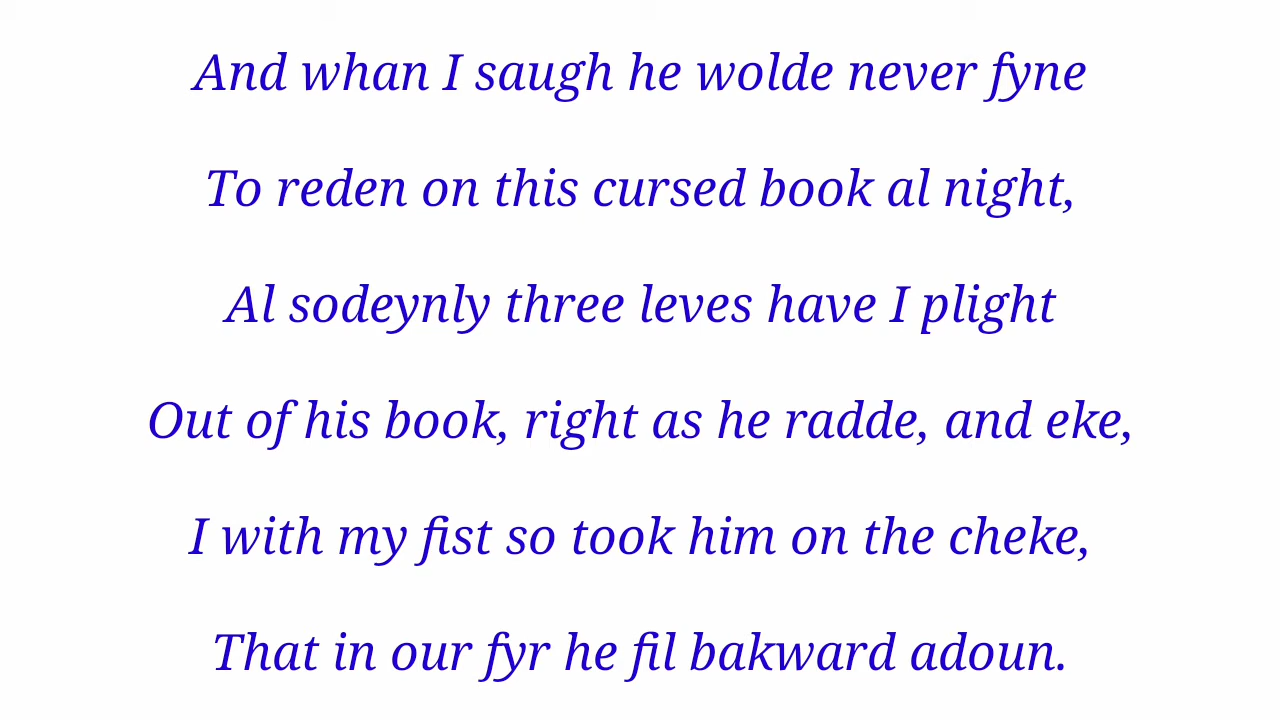 And whan I saugh he wolde never fyne
To reden on this cursed book al night,
Al sodeynly three leves have I plight
Out of his book, right as he radde, and eke,
I with my fist so took him on the cheke,
That in our fyr he fil bakward adoun.